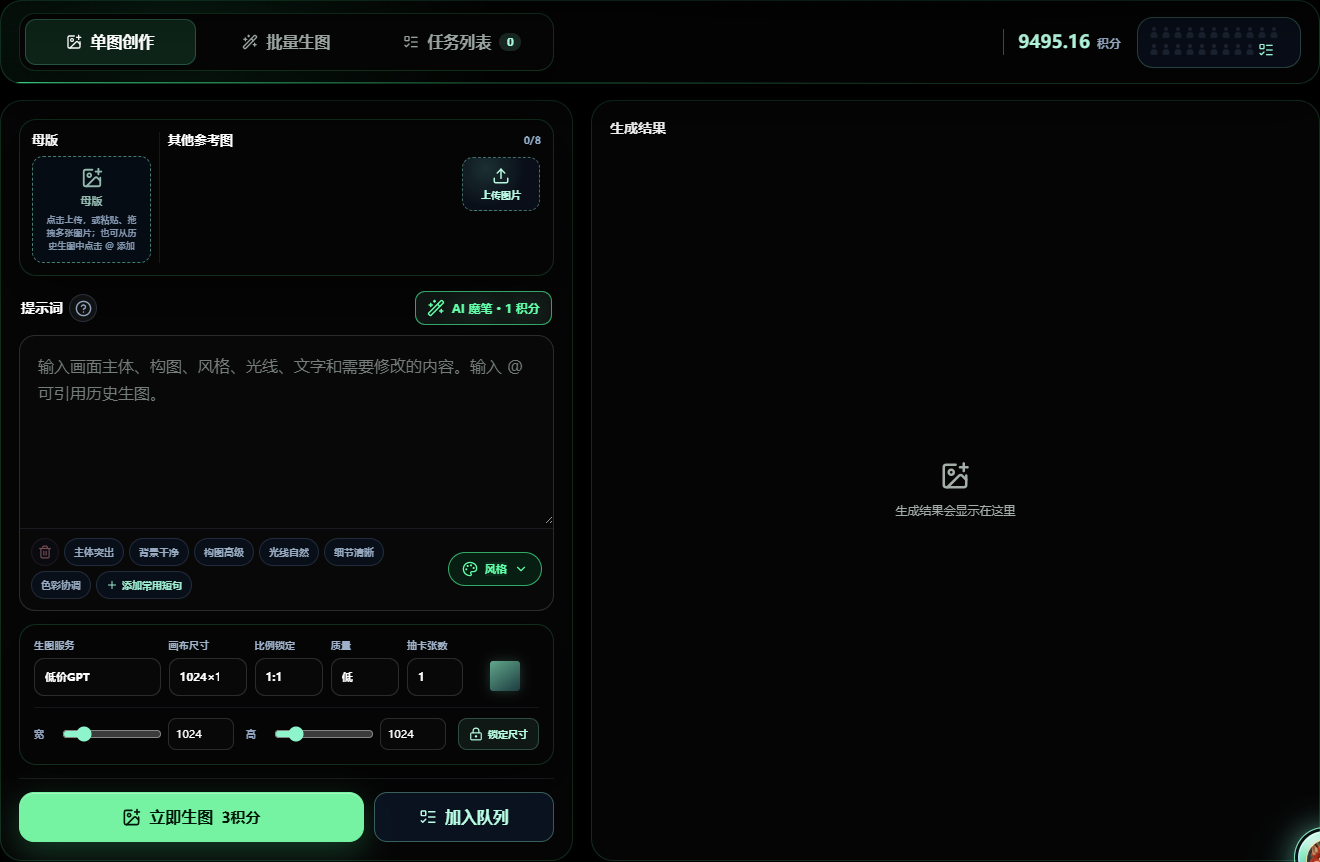 单图创作
批量生图
任务列表 0
9495.16 积分
母版
其他参考图
0/8
母版
点击上传，或粘贴、拖
拽多张图片；也可从历
史生图中点击 @ 添加
上传图片
生成结果
提示词
AI 魔笔 · 1 积分
输入画面主体、构图、风格、光线、文字和需要修改的内容。输入 @
可引用历史生图。
主体突出
背景干净
构图高级
光线自然
细节清晰
色彩协调
添加常用短句
风格
生成结果会显示在这里
生图服务
画布尺寸
比例锁定
质量
抽卡张数
低价GPT
1024×1
1:1
低
1
宽
1024
高
1024
锁定尺寸
立即生图 3积分
加入队列